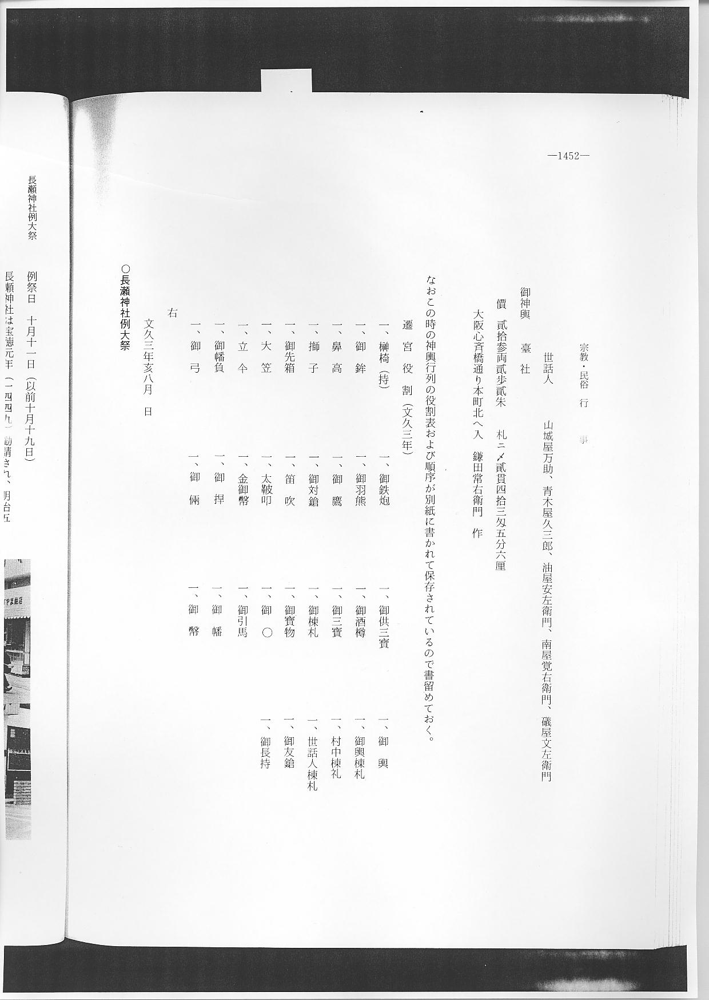 —1452—
宗教・民俗　行　事
世話人　　　山城屋万助、青木屋久三郎、油屋安左衛門、南屋覚右衛門、礒屋文左衛門
御神輿　臺　社
價　貳拾参両貳歩貳朱　札ニ〆貳貫四拾三匁五分六厘
大阪心斉橋通り本町北へ入　鎌田常右衛門　作
なおこの時の神輿行列の役割表および順序が別紙に書かれて保存されているので書留めておく。
遷　宮　役　割（文久三年）
一、榊椅（持）　一、御鉄炮　一、御供三寶　一、御　輿
一、御　鉾　一、御羽熊　一、御酒樽　一、御輿棟札
一、鼻　高　一、御　鷹　一、御三寶　一、村中棟礼
一、獅　子　一、御対鎗　一、御棟札　一、世話人棟札
一、御先箱　一、笛　吹　一、御寶物　一、御友鎗
一、大　笠　一、太鞁叩　一、御　〇　一、御長持
一、立　伞　一、金御幣　一、御引馬
一、御幡負　一、御　捍　一、御　幡
一、御　弓　一、御　倆　一、御　幣
右
文久三年亥八月　日
〇長瀬神社例大祭
長瀬神社例大祭
例祭日　十月十一日（以前十月十九日）
長瀬神社は宝徳元年（一四四九）勧請され、明治五